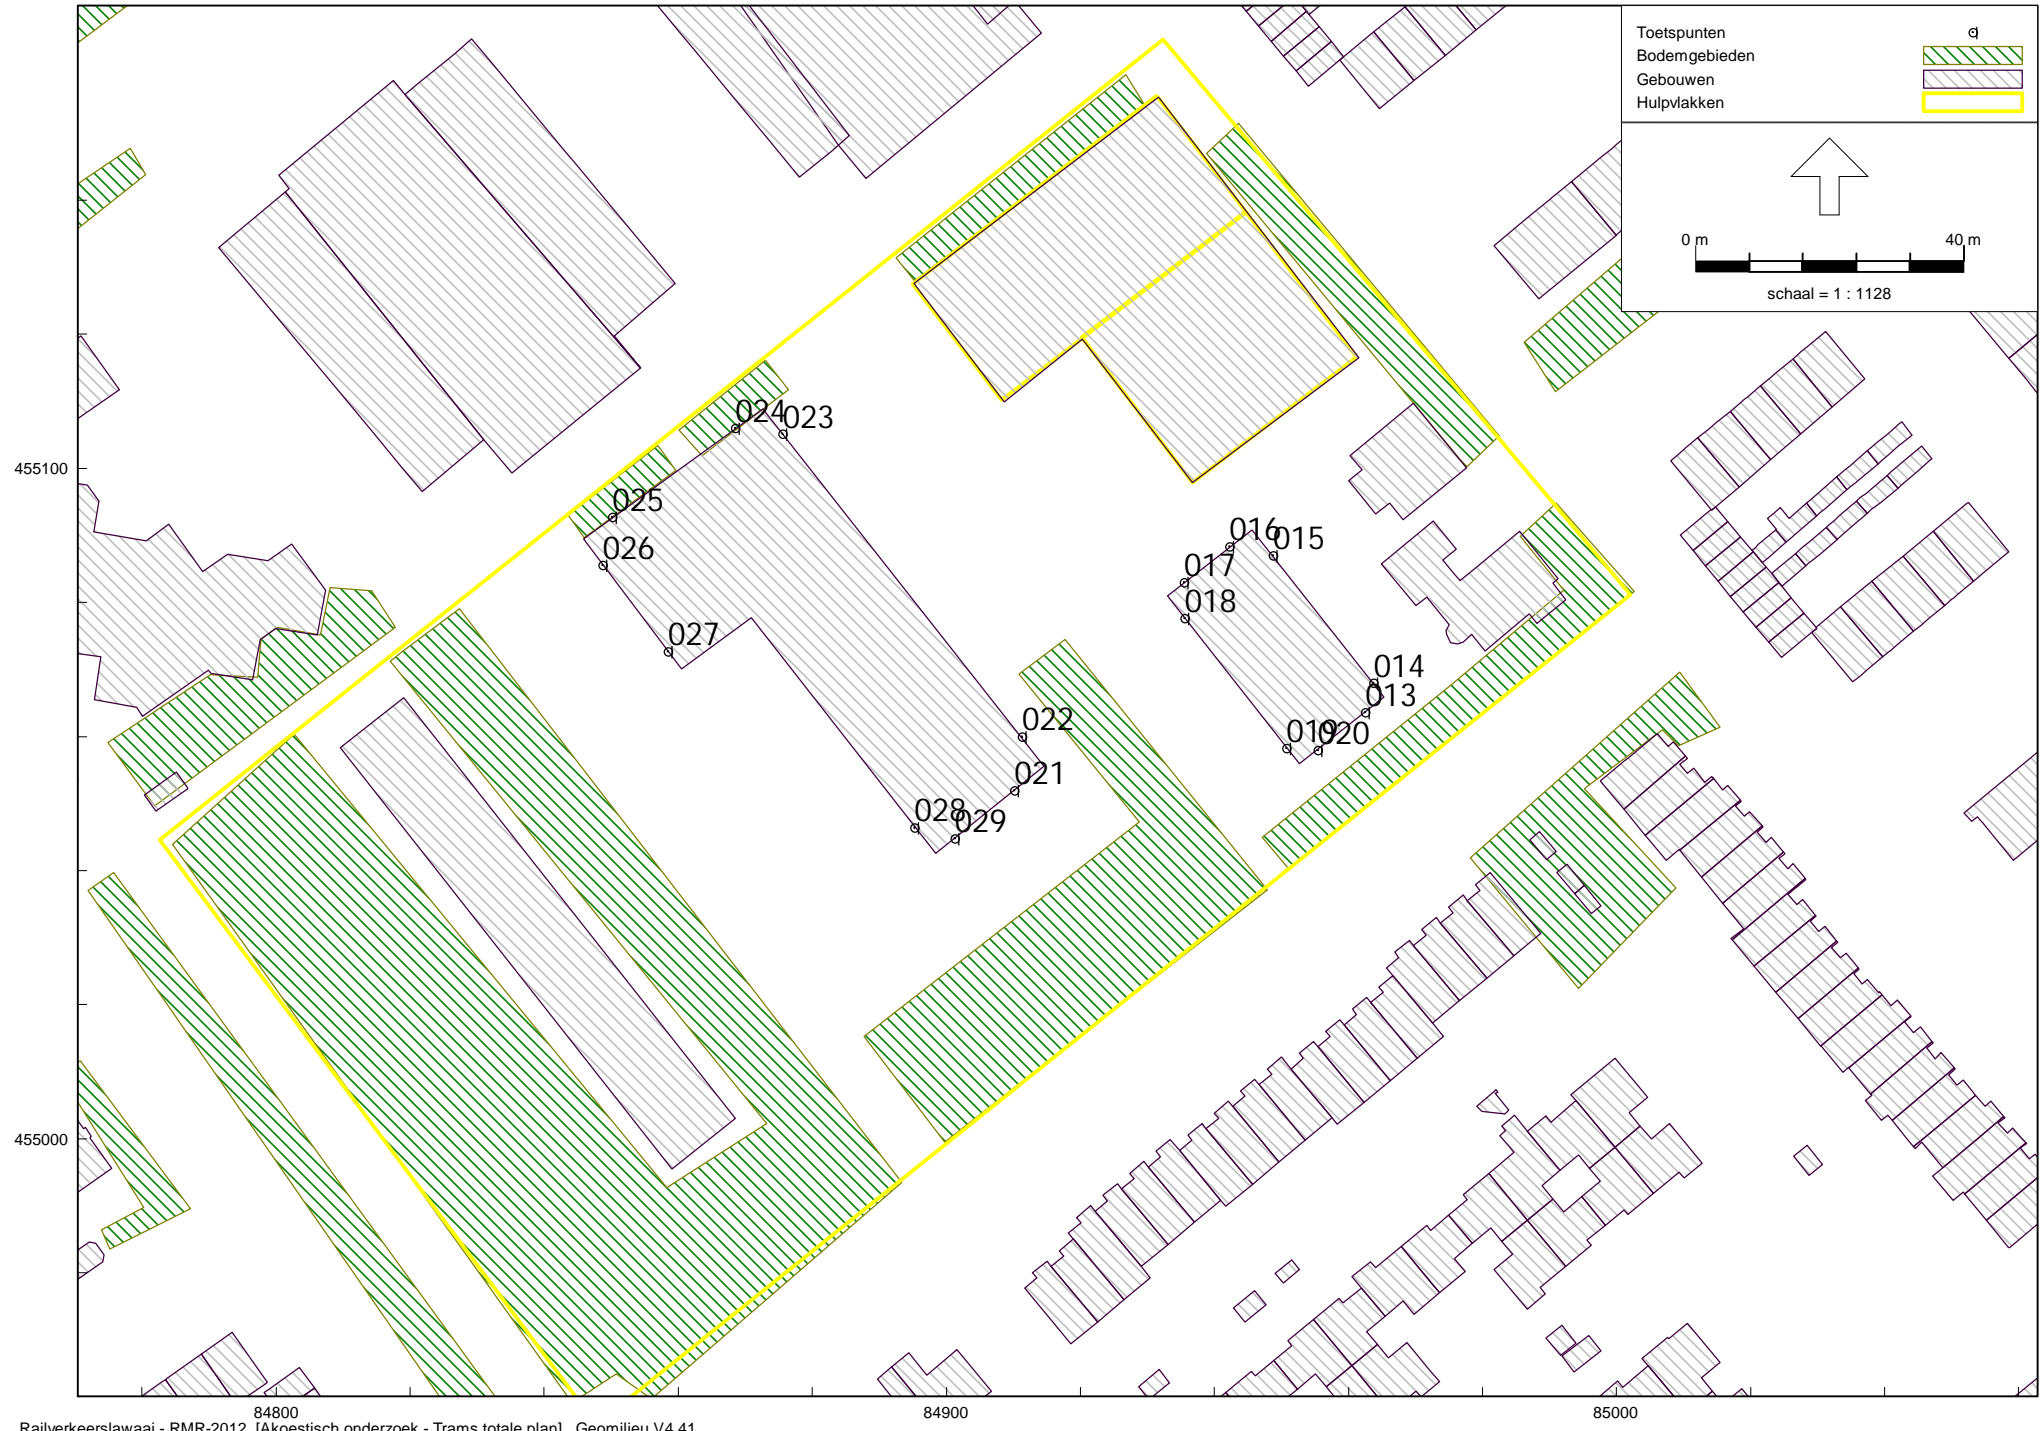 Toetspunten
Bodemgebieden
Gebouwen
Hulpvlakken
0 m 40 m
schaal = 1 : 1128
024
023
455100
025
016
015
026
017
018
027
014
013
022
019
020
021
028
029
455000
84800 84900 85000
Railverkeerslawaai - RMR-2012, [Akoestisch onderzoek - Trams totale plan] , Geomilieu V4.41